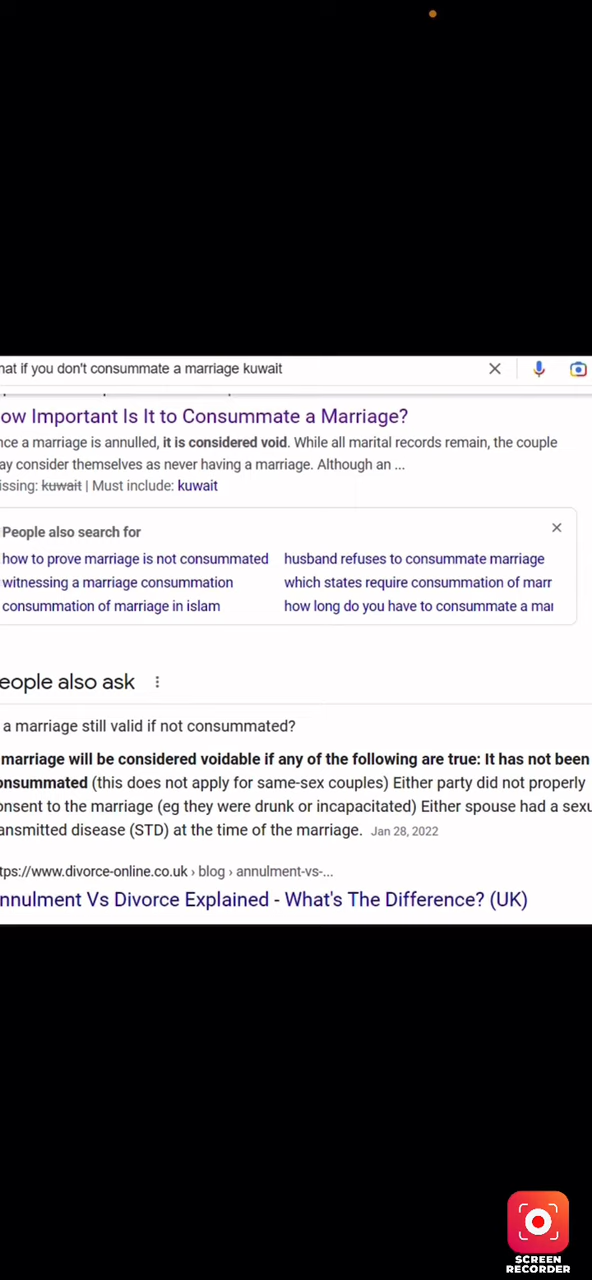 hat if you don't consummate a marriage kuwait
ow Important Is It to Consummate a Marriage?
nce a marriage is annulled, it is considered void. While all marital records remain, the couple
ay consider themselves as never having a marriage. Although an ...
issing: kuwait | Must include: kuwait
People also search for
how to prove marriage is not consummated
husband refuses to consummate marriage
witnessing a marriage consummation
which states require consummation of marr
consummation of marriage in islam
how long do you have to consummate a mar
eople also ask
a marriage still valid if not consummated?
marriage will be considered voidable if any of the following are true: It has not been
onsummated (this does not apply for same-sex couples) Either party did not properly
onsent to the marriage (eg they were drunk or incapacitated) Either spouse had a sexu
ansmitted disease (STD) at the time of the marriage. Jan 28, 2022
tps://www.divorce-online.co.uk › blog › annulment-vs-...
nnulment Vs Divorce Explained - What's The Difference? (UK)
SCREEN
RECORDER